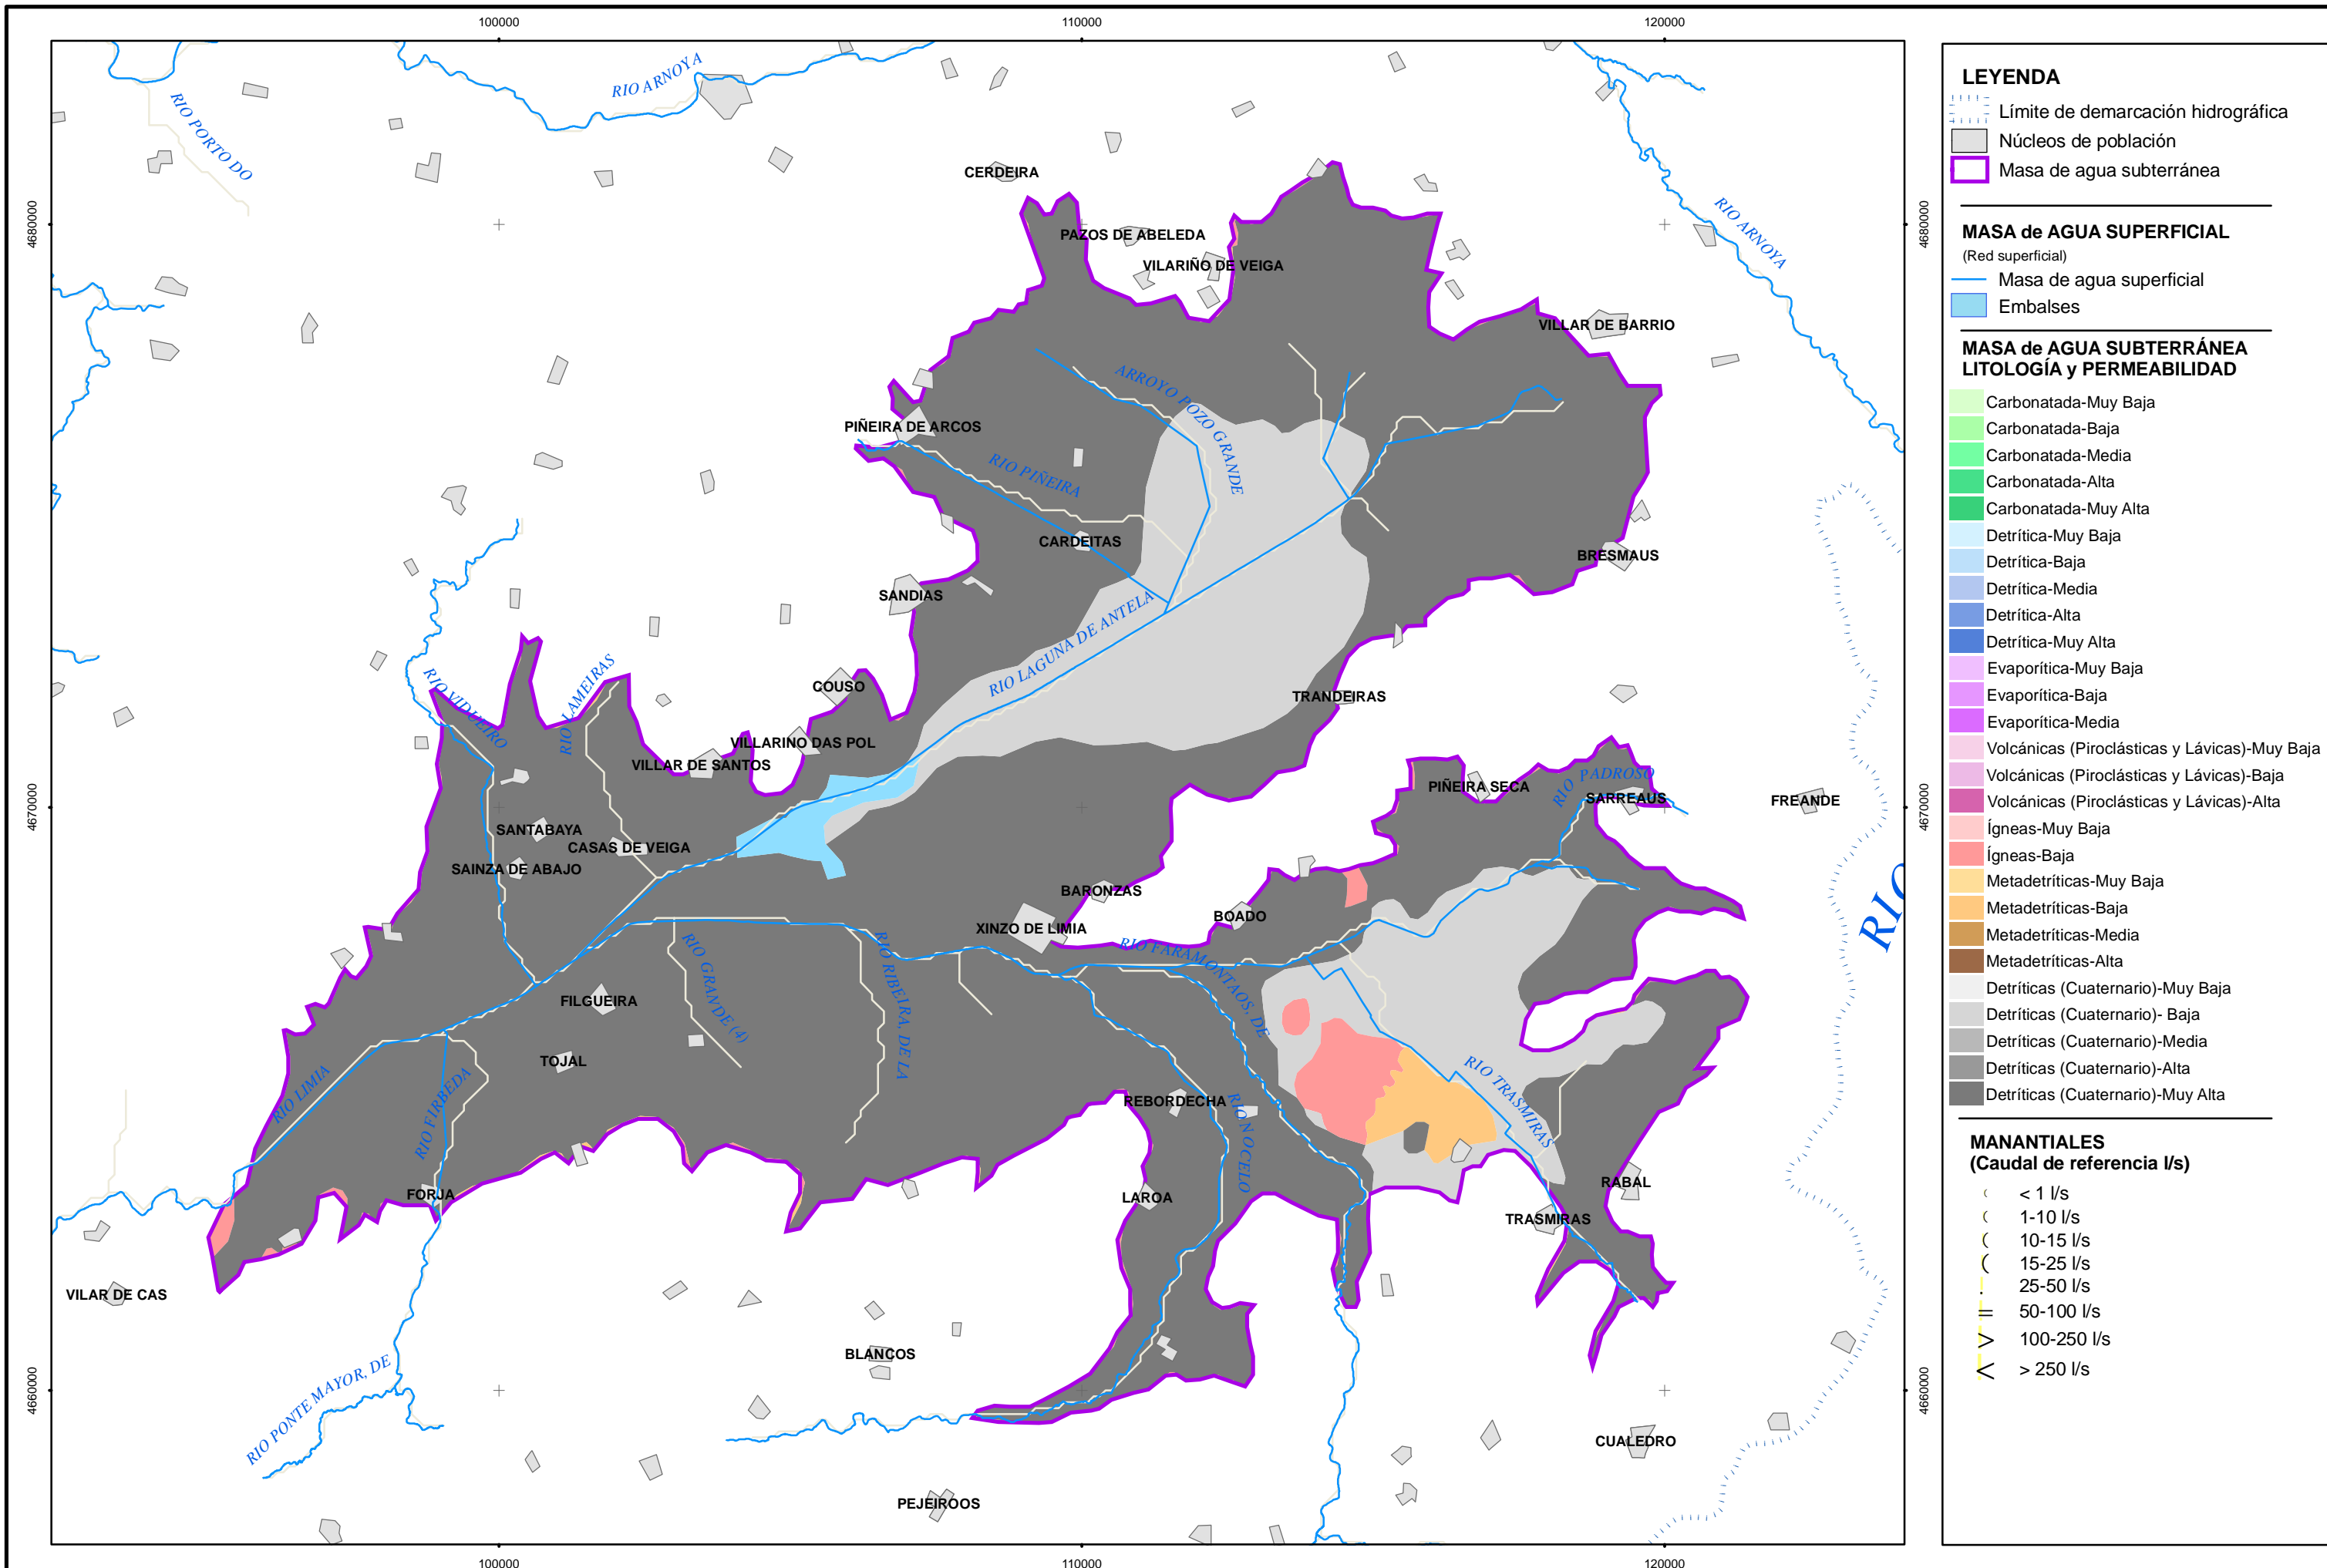 100000
110000
120000
4680000
4680000
4670000
4670000
4660000
4660000
100000
110000
120000
RIO PORTO DO
RIO ARNOYA
RIO ARNOYA
CERDEIRA
PAZOS DE ABELEDA
VILARIÑO DE VEIGA
VILLAR DE BARRIO
ARROYO POZO GRANDE
PIÑEIRA DE ARCOS
RIO PIÑEIRA
CARDEITAS
BRESMAUS
SANDIAS
RIO LAGUNA DE ANTELA
RIO VIDUEIRO
RIO LAMEIRAS
COUSO
TRANDEIRAS
VILLARINO DAS POL
VILLAR DE SANTOS
PIÑEIRA SECA
RIO PADROSO
SARREAUS
FREANDE
SANTABAYA
CASAS DE VEIGA
SAINZA DE ABAJO
BARONZAS
BOADO
XINZO DE LIMIA
RIO FARAMONTAOS, DE
RIO GRANDE (4)
RIO RIBEIRA, DE LA
RIO
FILGUEIRA
TOJAL
RIO LIMIA
RIO FIRBEDA
REBORDECHA
RIO NOCELO
RIO TRASMIRAS
FORJA
LAROA
RABAL
TRASMIRAS
VILAR DE CAS
BLANCOS
RIO PONTE MAYOR, DE
CUALEDRO
PEJEIROOS
LEYENDA
Límite de demarcación hidrográfica
Núcleos de población
Masa de agua subterránea
MASA de AGUA SUPERFICIAL
(Red superficial)
Masa de agua superficial
Embalses
MASA de AGUA SUBTERRÁNEA
LITOLOGÍA y PERMEABILIDAD
Carbonatada-Muy Baja
Carbonatada-Baja
Carbonatada-Media
Carbonatada-Alta
Carbonatada-Muy Alta
Detrítica-Muy Baja
Detrítica-Baja
Detrítica-Media
Detrítica-Alta
Detrítica-Muy Alta
Evaporítica-Muy Baja
Evaporítica-Baja
Evaporítica-Media
Volcánicas (Piroclásticas y Lávicas)-Muy Baja
Volcánicas (Piroclásticas y Lávicas)-Baja
Volcánicas (Piroclásticas y Lávicas)-Alta
Ígneas-Muy Baja
Ígneas-Baja
Metadetríticas-Muy Baja
Metadetríticas-Baja
Metadetríticas-Media
Metadetríticas-Alta
Detríticas (Cuaternario)-Muy Baja
Detríticas (Cuaternario)- Baja
Detríticas (Cuaternario)-Media
Detríticas (Cuaternario)-Alta
Detríticas (Cuaternario)-Muy Alta
MANANTIALES
(Caudal de referencia l/s)
( < 1 l/s
( 1-10 l/s
( 10-15 l/s
( 15-25 l/s
. 25-50 l/s
= 50-100 l/s
> 100-250 l/s
< > 250 l/s